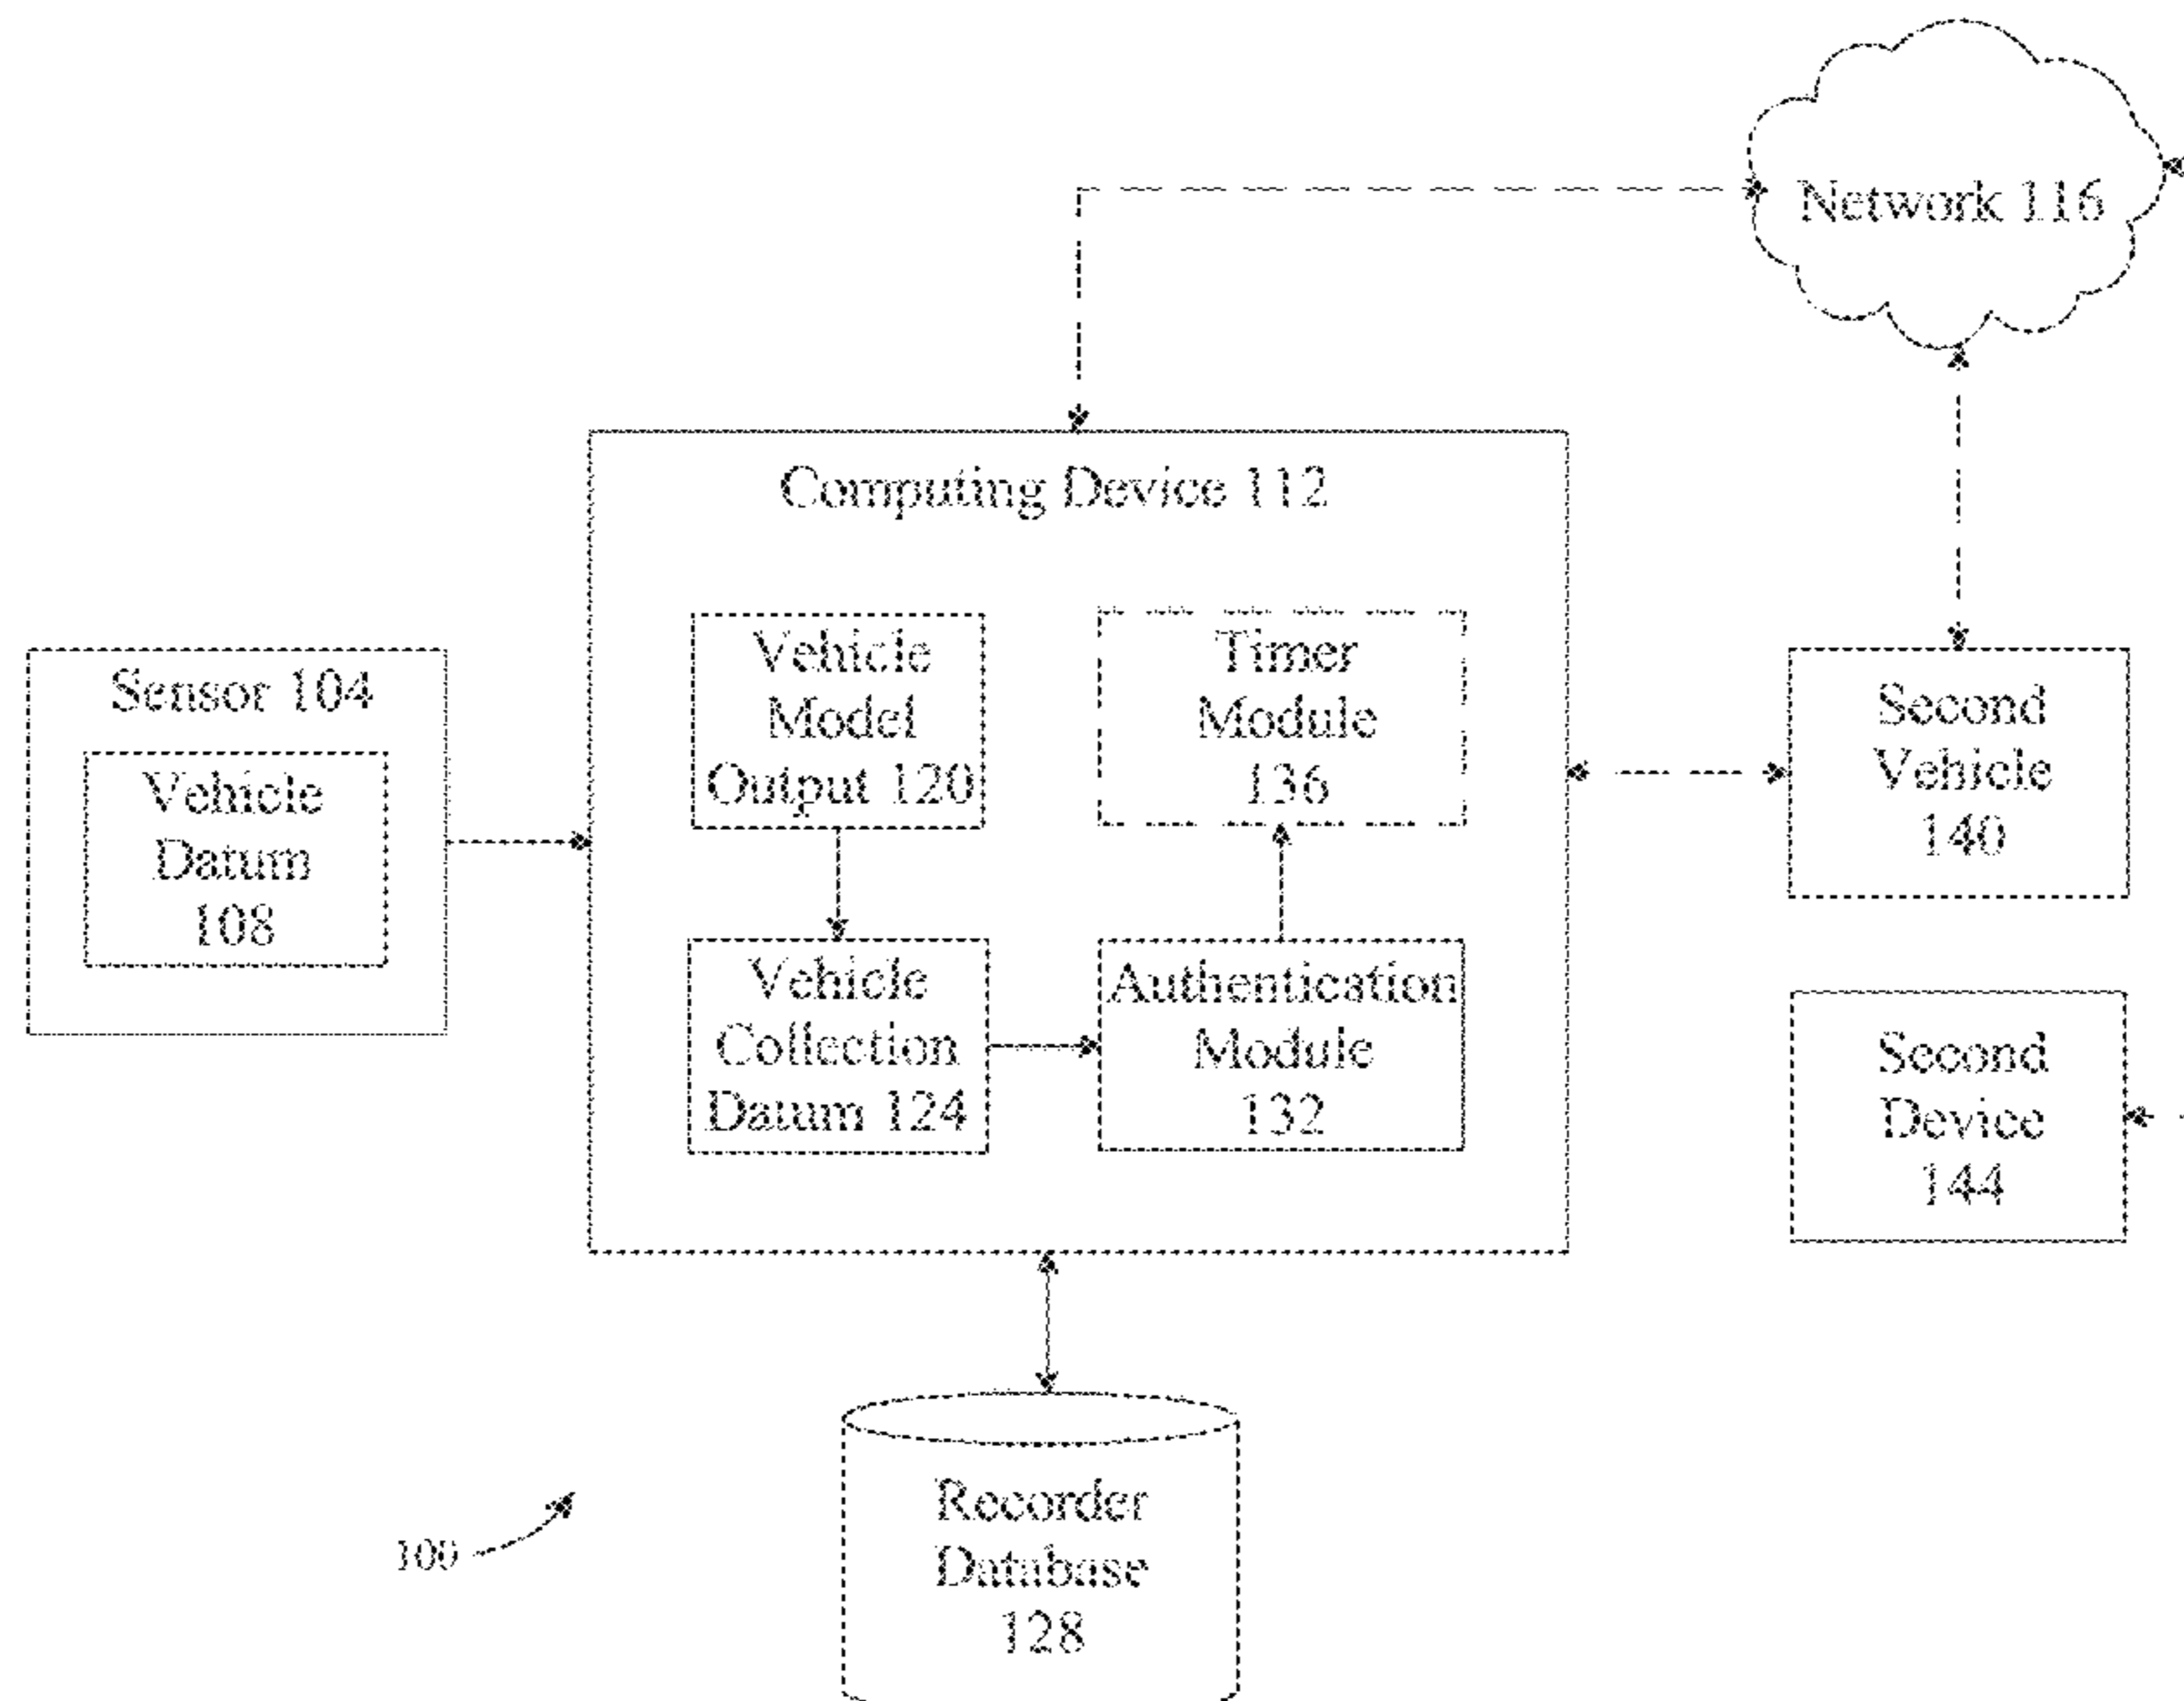 Network 116
Computing Device 112
Sensor 104
Vehicle
Datum
108
Vehicle
Model
Output 120
Timer
Module
136
Vehicle
Collection
Datum 124
Authentication
Module
132
Second
Vehicle
140
Second
Device
144
Recorder
Database
128
100